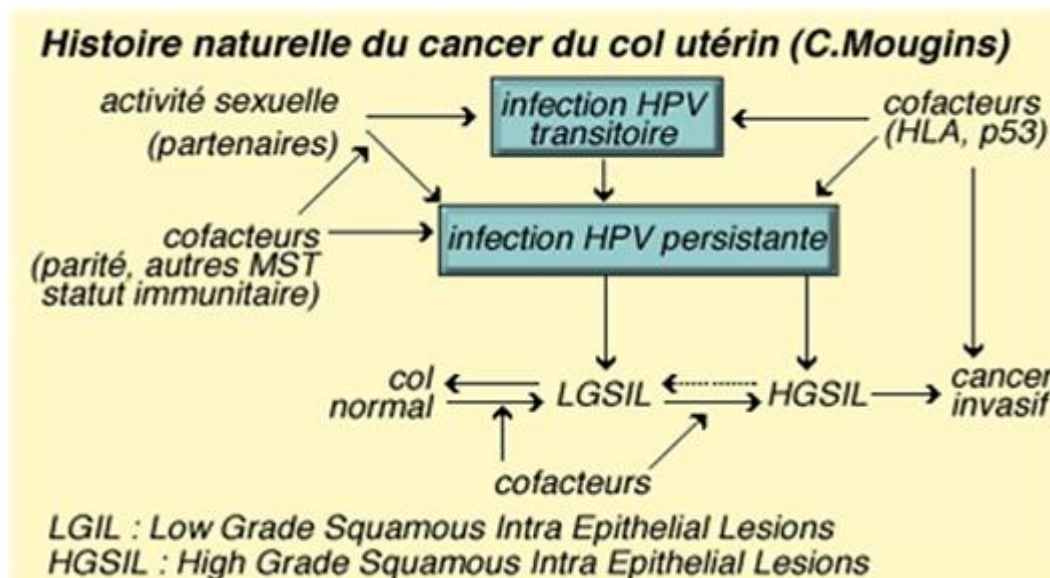 Histoire naturelle du cancer du col utérin (C.Mougins)
activité sexuelle
(partenaires)
infection HPV
transitoire
cofacteurs
(HLA, p53)
cofacteurs
(parité, autres MST
statut immunitaire)
infection HPV persistante
col
normal
LGSIL
HGSIL
cancer
invasif
cofacteurs
LGIL : Low Grade Squamous Intra Epithelial Lesions
HGSIL : High Grade Squamous Intra Epithelial Lesions